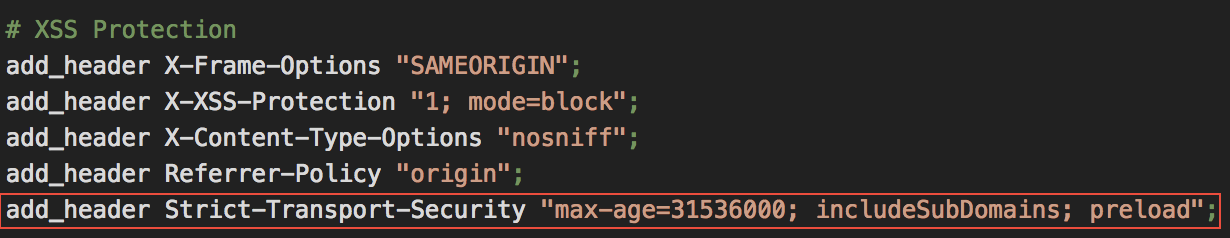 # XSS Protection
add_header X-Frame-Options "SAMEORIGIN";
add_header X-XSS-Protection "1; mode=block";
add_header X-Content-Type-Options "nosniff";
add_header Referrer-Policy "origin";
add_header Strict-Transport-Security "max-age=31536000; includeSubDomains; preload";